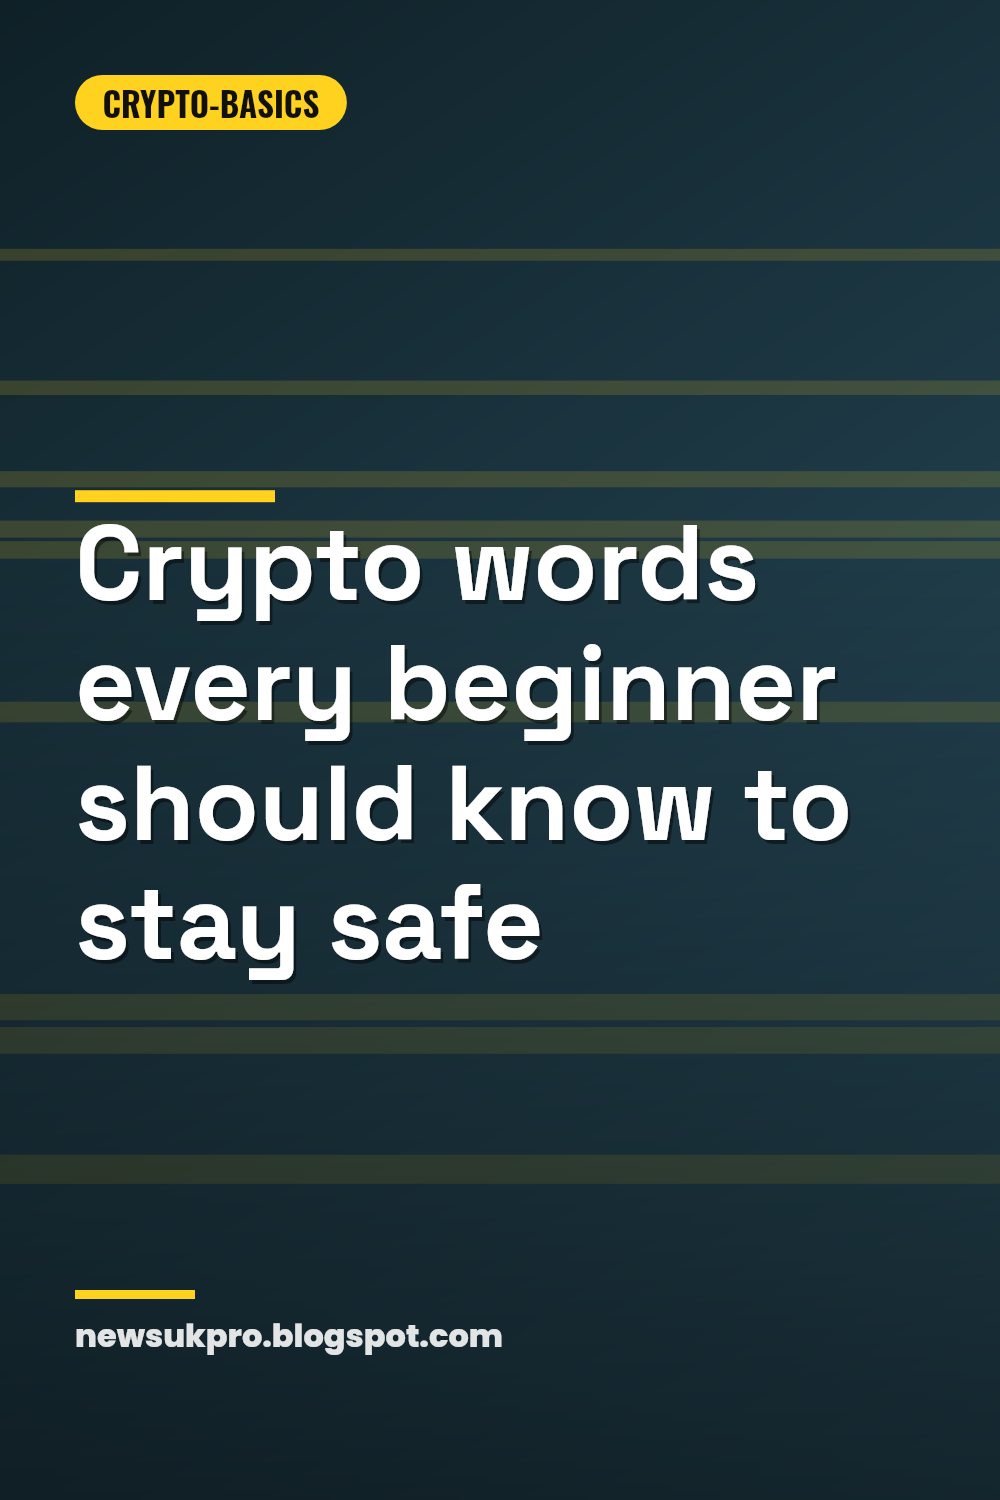 CRYPTO-BASICS
Crypto words
every beginner
should know to
stay safe
newsukpro.blogspot.com